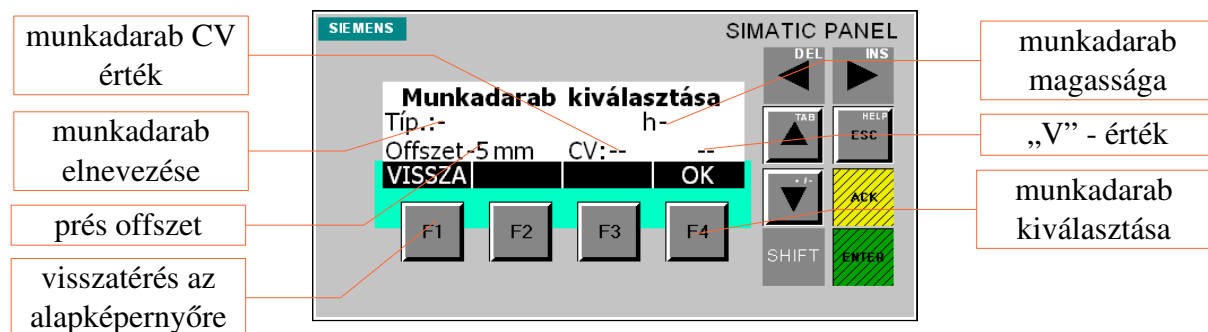 munkadarab CV
érték
munkadarab
elnevezése
prés offszet
visszatérés az
alapképernyőre
SIEMENS
SIMATIC PANEL
Munkadarab kiválasztása
Típ.:- h-
Offszet-5 mm CV:-- --
VISSZA OK
F1 F2 F3 F4
DEL INS
TAB HELP
ESC
+/-
ACK
SHIFT ENTER
munkadarab
magassága
„V” - érték
munkadarab
kiválasztása